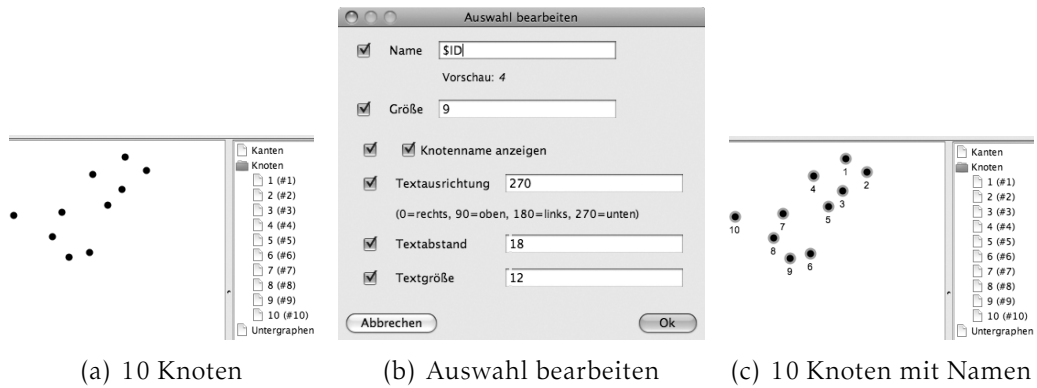 Kanten
Knoten
1 (#1)
2 (#2)
3 (#3)
4 (#4)
5 (#5)
6 (#6)
7 (#7)
8 (#8)
9 (#9)
10 (#10)
Untergraphen
(a) 10 Knoten
Auswahl bearbeiten
Name $ID
Vorschau: 4
Größe 9
Knotenname anzeigen
Textausrichtung 270
(0=rechts, 90=oben, 180=links, 270=unten)
Textabstand 18
Textgröße 12
Abbrechen Ok
(b) Auswahl bearbeiten
1
2
4
3
5
7
10
8
6
9
Kanten
Knoten
1 (#1)
2 (#2)
3 (#3)
4 (#4)
5 (#5)
6 (#6)
7 (#7)
8 (#8)
9 (#9)
10 (#10)
Untergraphen
(c) 10 Knoten mit Namen